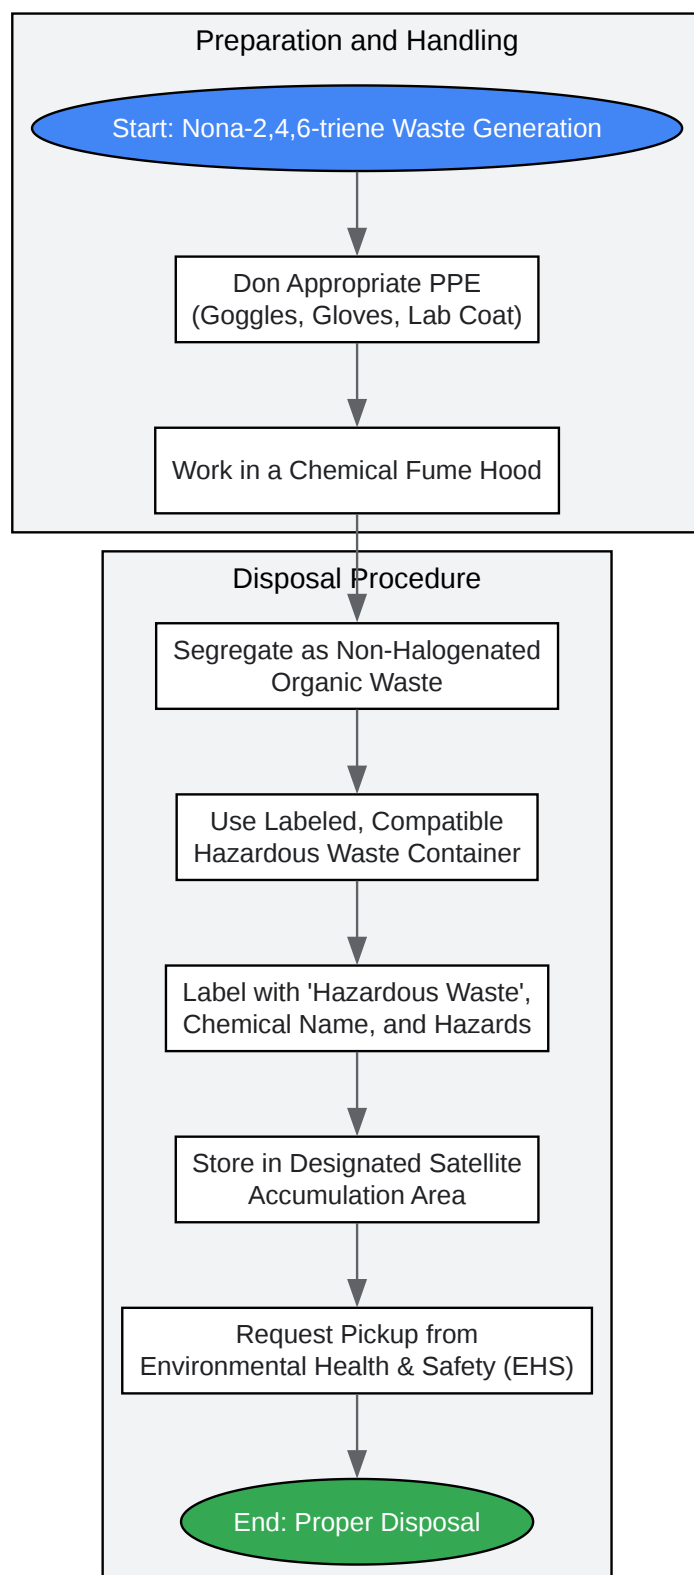 Preparation and Handling
Start: Nona-2,4,6-triene Waste Generation
Don Appropriate PPE
(Goggles, Gloves, Lab Coat)
Work in a Chemical Fume Hood
Disposal Procedure
Segregate as Non-Halogenated
Organic Waste
Use Labeled, Compatible
Hazardous Waste Container
Label with 'Hazardous Waste',
Chemical Name, and Hazards
Store in Designated Satellite
Accumulation Area
Request Pickup from
Environmental Health & Safety (EHS)
End: Proper Disposal